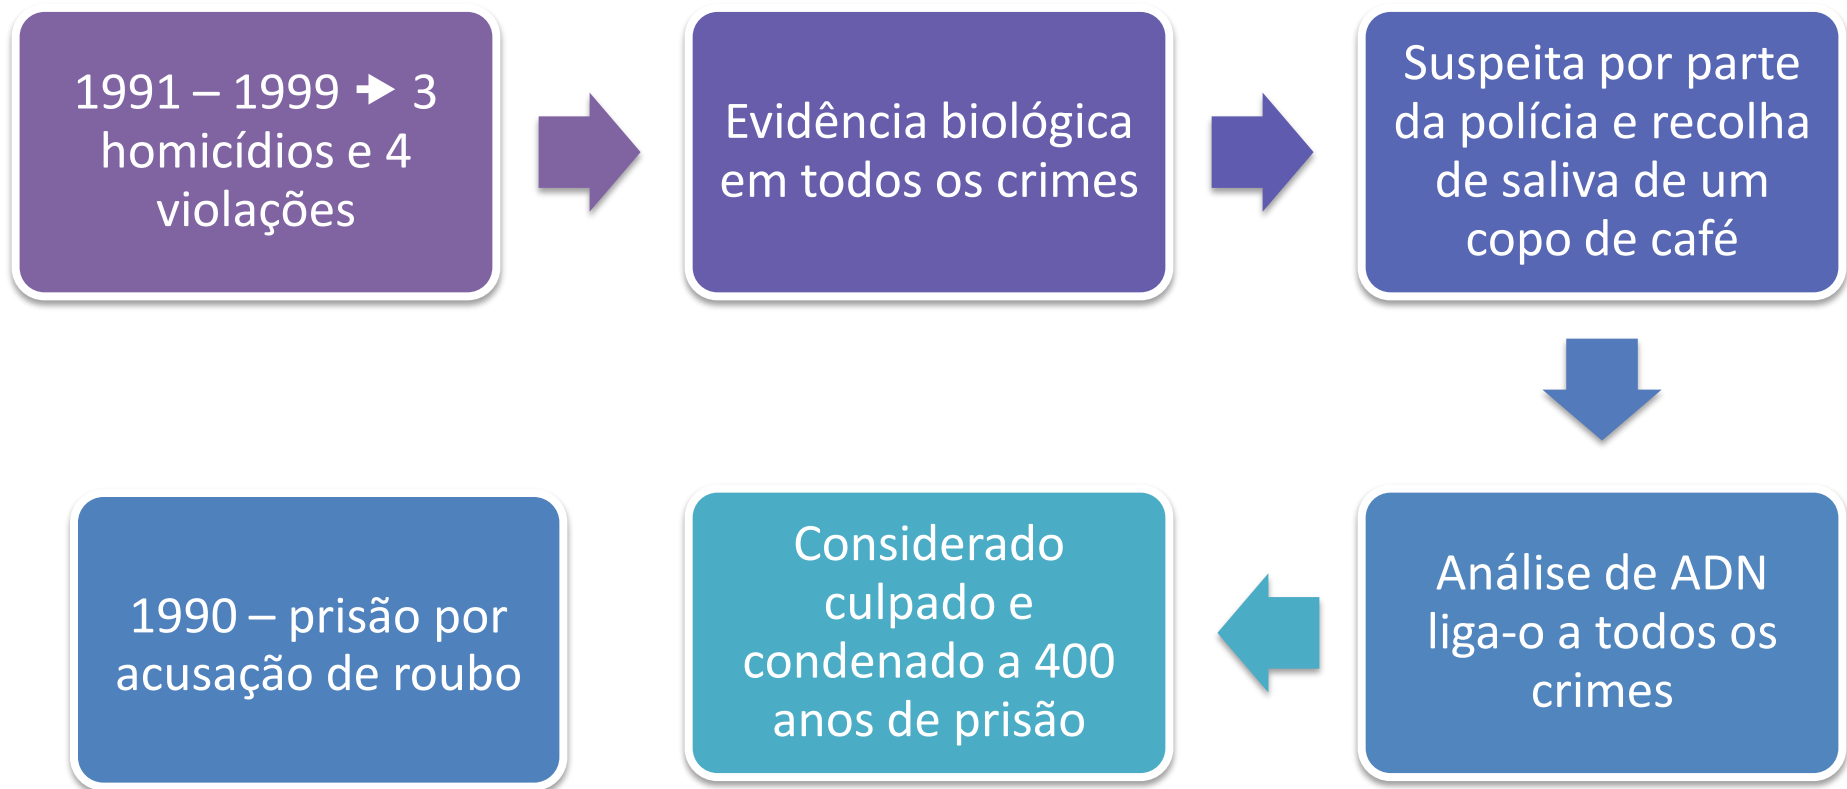 1991 – 1999 → 3
homicídios e 4
violações
Evidência biológica
em todos os crimes
Suspeita por parte
da polícia e recolha
de saliva de um
copo de café
Análise de ADN
liga-o a todos os
crimes
Considerado
culpado e
condenado a 400
anos de prisão
1990 – prisão por
acusação de roubo